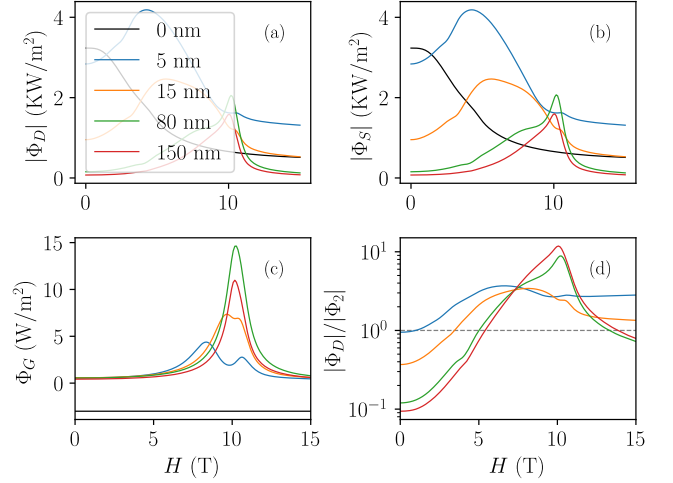 4
2
0
|Φ_D| (KW/m²)
0 nm
5 nm
15 nm
80 nm
150 nm
(a)
0
10
4
2
0
|Φ_S| (KW/m²)
(b)
0
10
15
10
5
0
Φ_G (W/m²)
(c)
0
5
10
15
H (T)
10¹
10⁰
10⁻¹
|Φ_D|/|Φ_2|
(d)
0
5
10
15
H (T)